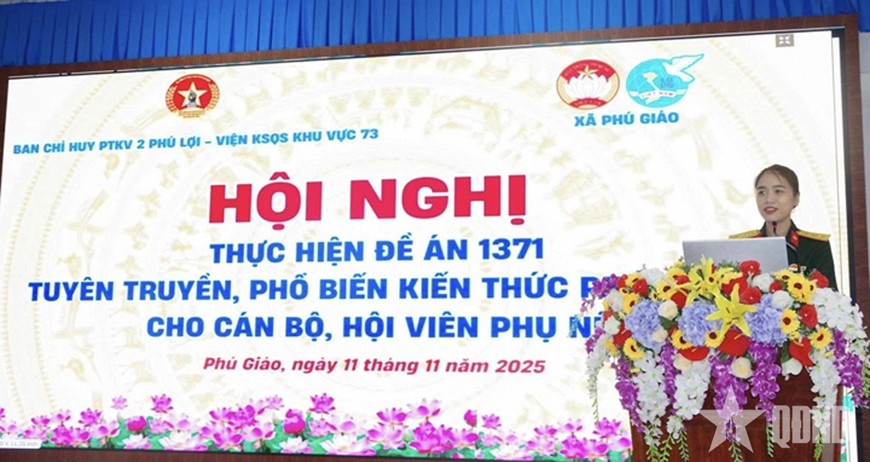 BAN CHỈ HUY PTKV 2 PHÚ LỢI – VIỆN KSQS KHU VỰC 73
XÃ PHÚ GIÁO
HỘI NGHỊ
THỰC HIỆN ĐỀ ÁN 1371
TUYÊN TRUYỀN, PHỔ BIẾN KIẾN THỨC
CHO CÁN BỘ, HỘI VIÊN PHỤ
Phú Giáo, ngày 11 tháng 11 năm 2025
QĐND